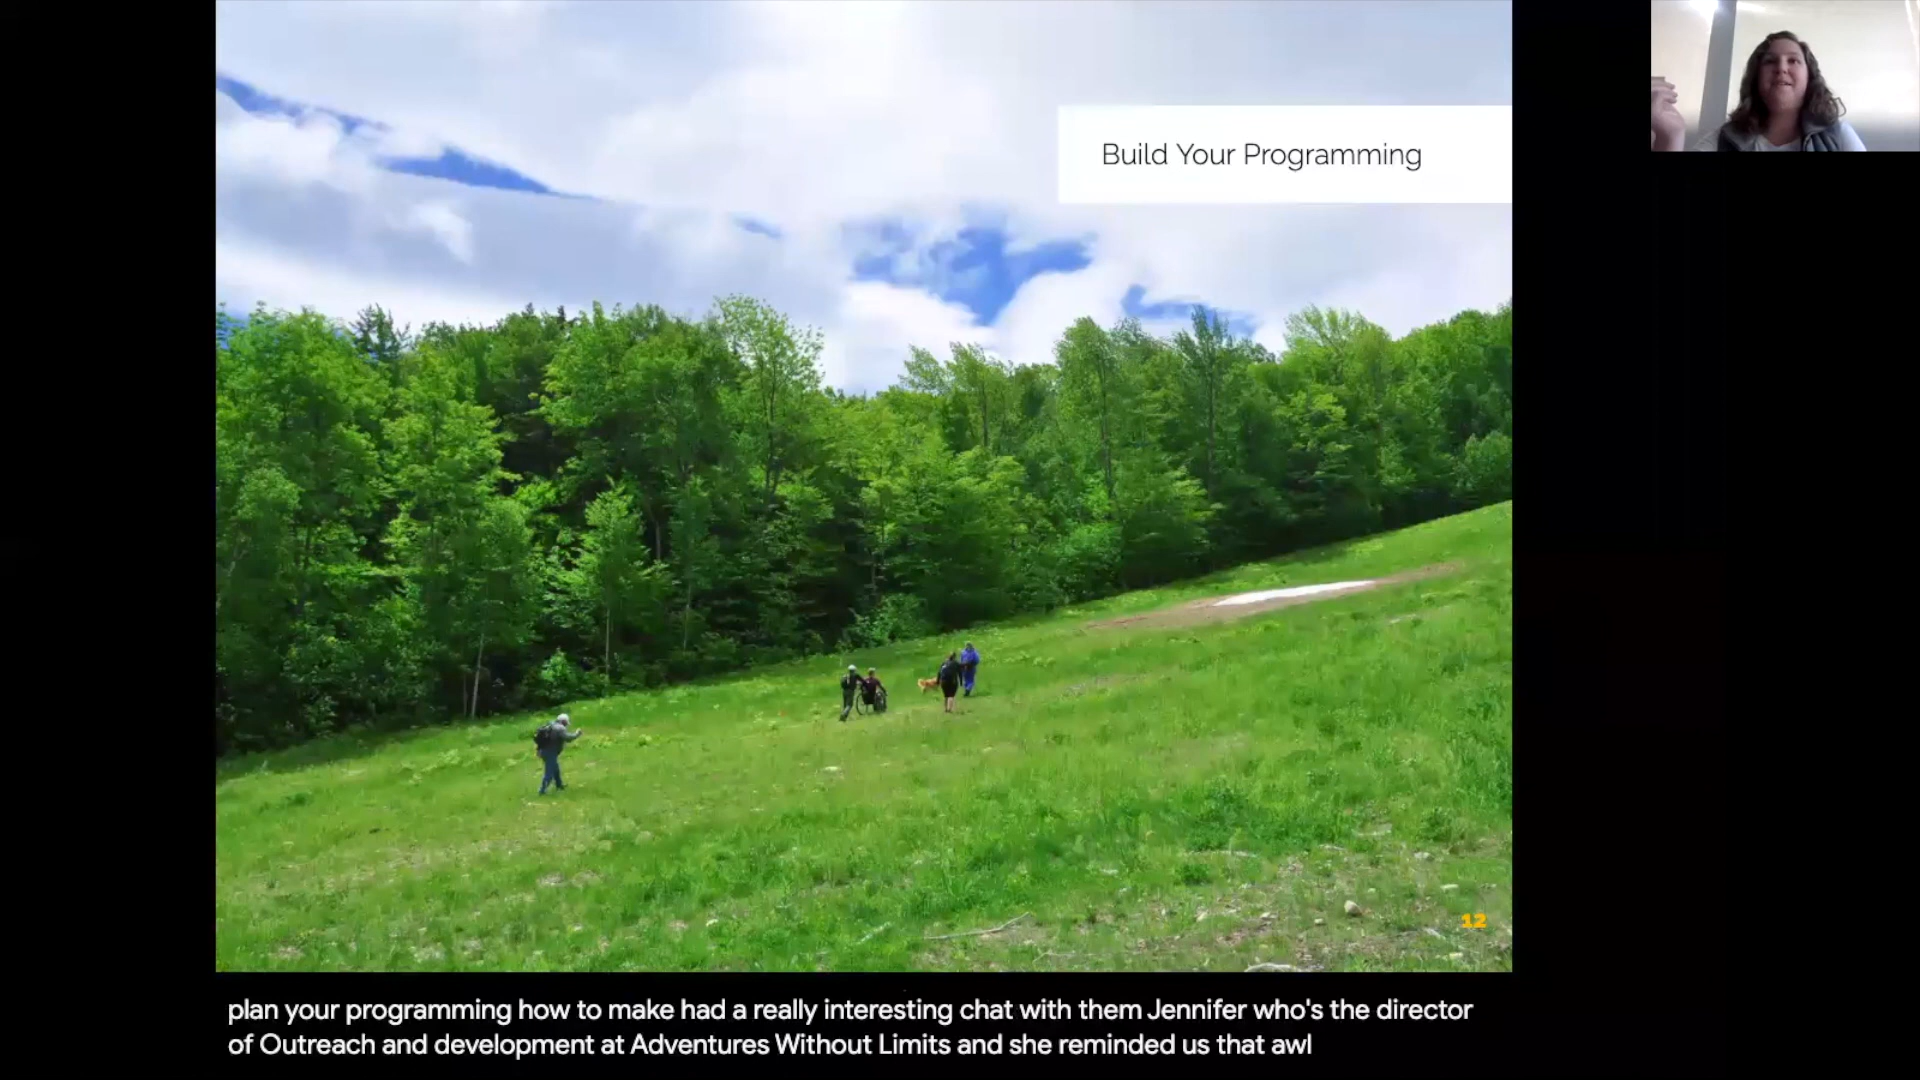 Build Your Programming
12
plan your programming how to make had a really interesting chat with them Jennifer who's the director
of Outreach and development at Adventures Without Limits and she reminded us that awl